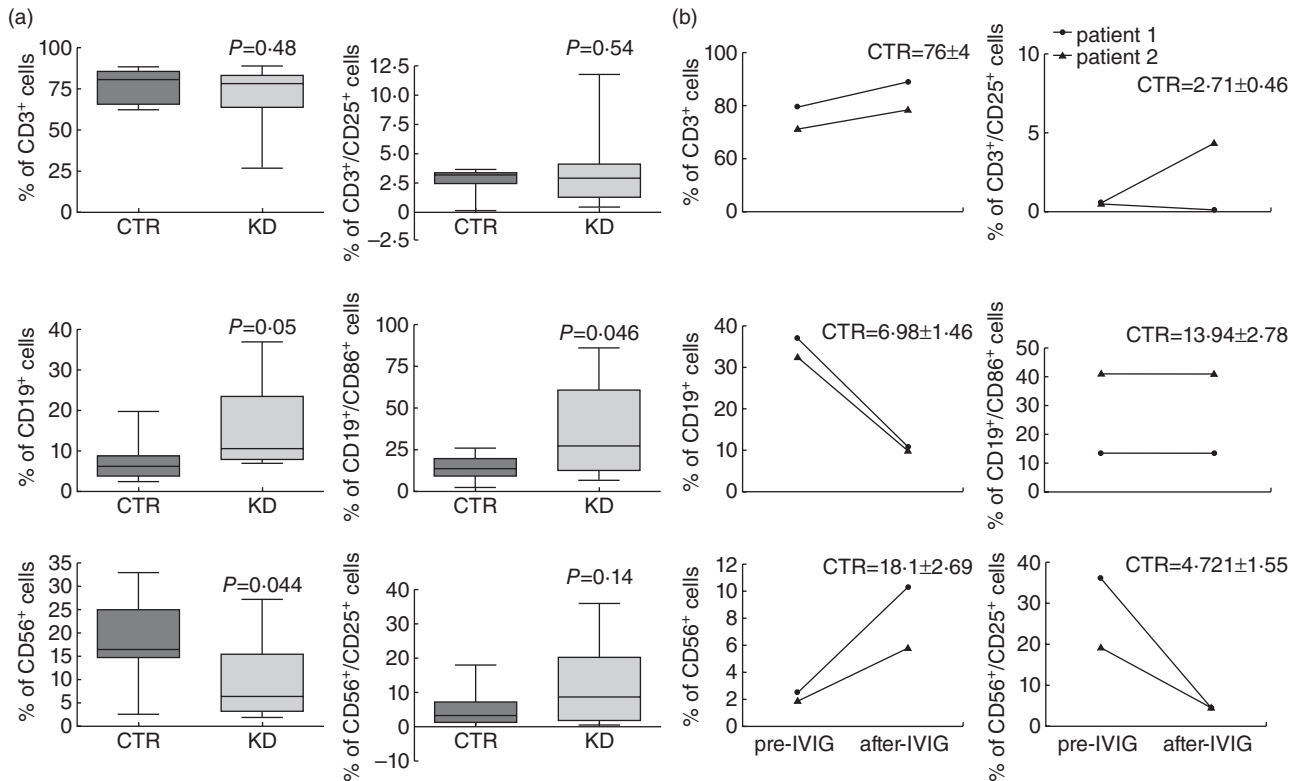 (a)
% of CD3+ cells
100
75
50
25
0
P=0·48
CTR
KD
% of CD3+/CD25+ cells
12·5
10·0
7·5
5·0
2·5
0
−2·5
P=0·54
CTR
KD
% of CD19+ cells
40
30
20
10
0
P=0·05
CTR
KD
% of CD19+/CD86+ cells
100
75
50
25
0
P=0·046
CTR
KD
% of CD56+ cells
35
30
25
20
15
10
5
0
P=0·044
CTR
KD
% of CD56+/CD25+ cells
40
30
20
10
0
−10
P=0·14
CTR
KD
(b)
% of CD3+ cells
100
80
60
0
CTR=76±4
% of CD3+/CD25+ cells
10
5
0
patient 1
patient 2
CTR=2·71±0·46
% of CD19+ cells
40
30
20
10
0
CTR=6·98±1·46
% of CD19+/CD86+ cells
50
40
30
20
10
0
CTR=13·94±2·78
% of CD56+ cells
12
10
8
6
4
2
0
CTR=18·1±2·69
pre-IVIG
after-IVIG
% of CD56+/CD25+ cells
40
30
20
10
0
CTR=4·721±1·55
pre-IVIG
after-IVIG